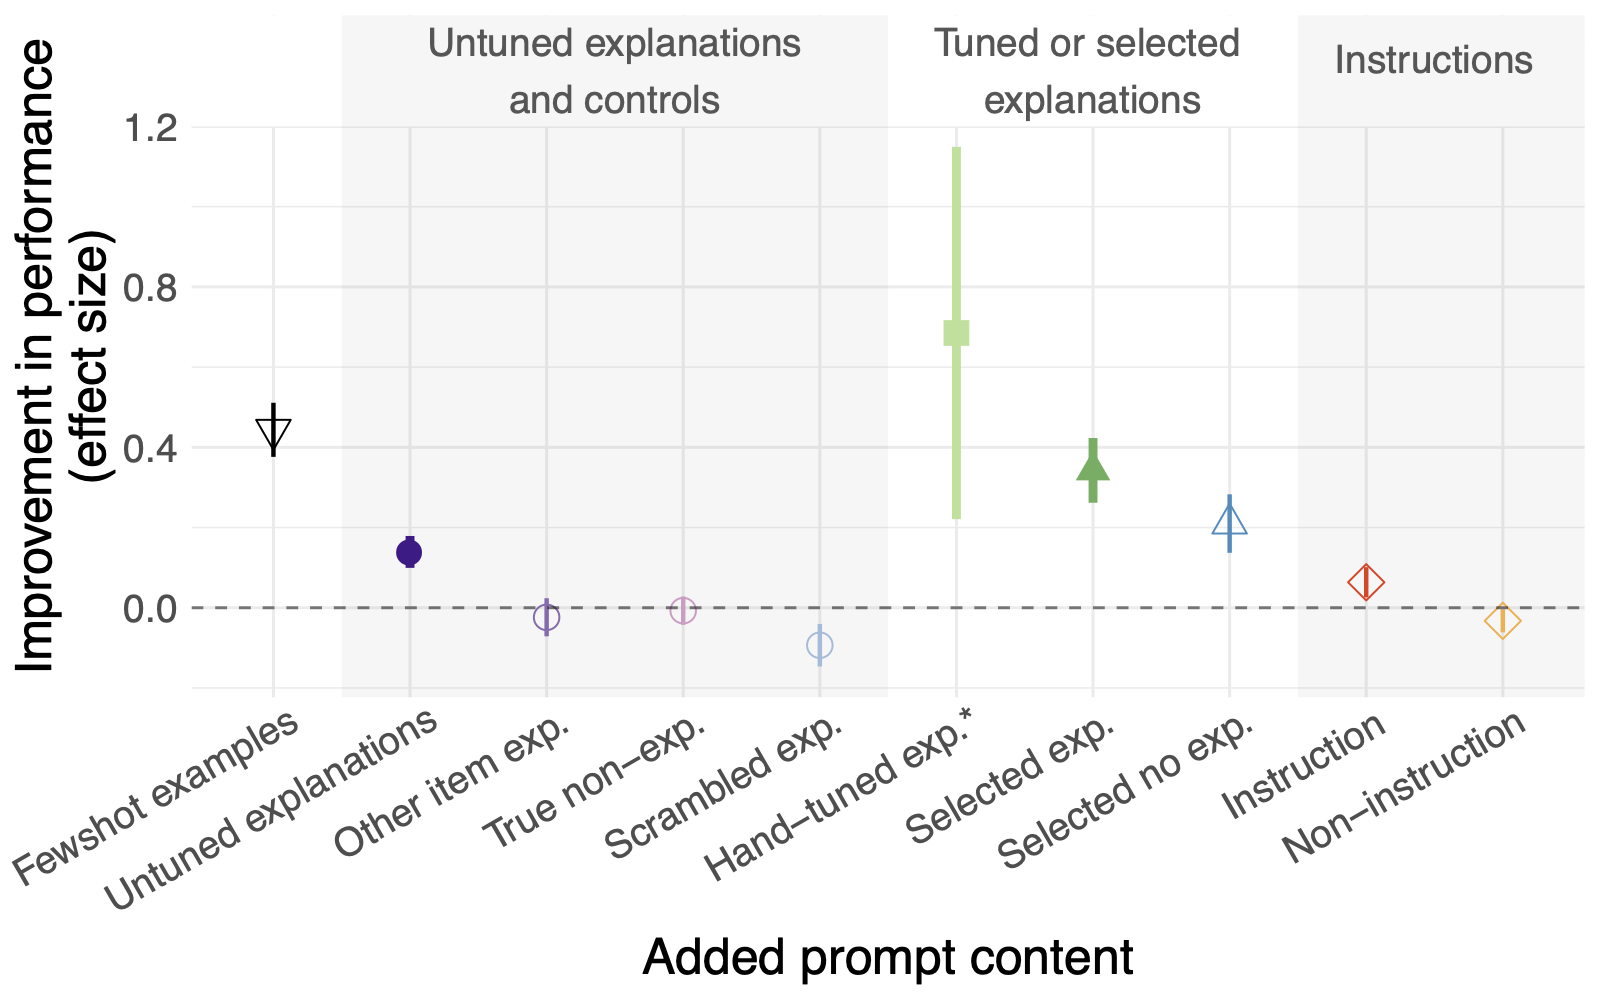 Untuned explanations
and controls
Tuned or selected
explanations
Instructions
Improvement in performance
(effect size)
1.2
0.8
0.4
0.0
Fewshot examples
Untuned explanations
Other item exp.
True non−exp.
Scrambled exp.
Hand−tuned exp.*
Selected exp.
Selected no exp.
Instruction
Non−instruction
Added prompt content